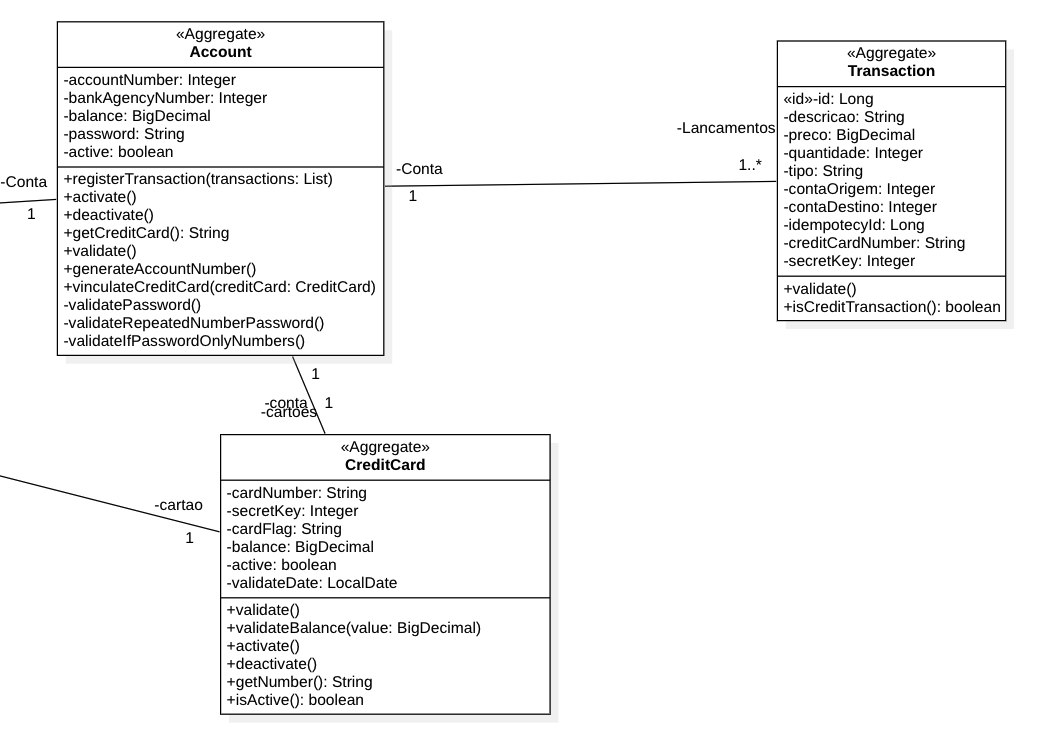 «Aggregate»
Account
-accountNumber: Integer
-bankAgencyNumber: Integer
-balance: BigDecimal
-password: String
-active: boolean
+registerTransaction(transactions: List)
+activate()
+deactivate()
+getCreditCard(): String
+validate()
+generateAccountNumber()
+vinculateCreditCard(creditCard: CreditCard)
-validatePassword()
-validateRepeatedNumberPassword()
-validateIfPasswordOnlyNumbers()
-Conta
1
-Conta
1
-Lancamentos
1..*
«Aggregate»
Transaction
«id»-id: Long
-descricao: String
-preco: BigDecimal
-quantidade: Integer
-tipo: String
-contaOrigem: Integer
-contaDestino: Integer
-idempotecyId: Long
-creditCardNumber: String
-secretKey: Integer
+validate()
+isCreditTransaction(): boolean
1
-conta
1
-cartoes
«Aggregate»
CreditCard
-cardNumber: String
-secretKey: Integer
-cardFlag: String
-balance: BigDecimal
-active: boolean
-validateDate: LocalDate
+validate()
+validateBalance(value: BigDecimal)
+activate()
+deactivate()
+getNumber(): String
+isActive(): boolean
-cartao
1